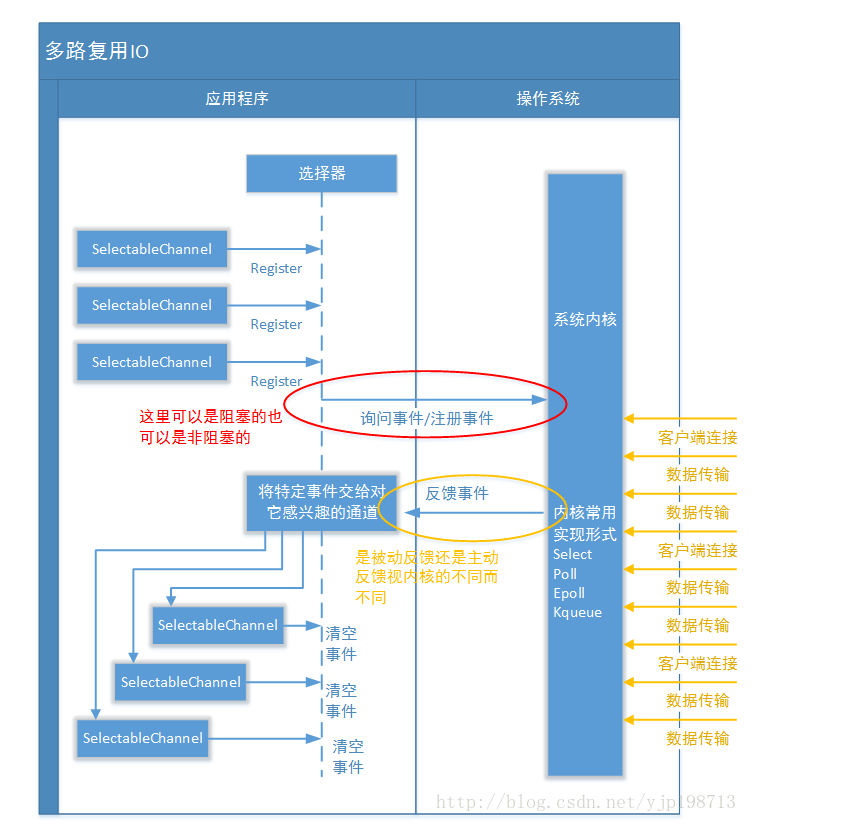 多路复用IO
应用程序
操作系统
选择器
SelectableChannel
Register
SelectableChannel
Register
SelectableChannel
Register
这里可以是阻塞的也
可以是非阻塞的
询问事件/注册事件
系统内核
将特定事件交给对
它感兴趣的通道
反馈事件
内核常用
实现形式
Select
Poll
Epoll
Kqueue
是被动反馈还是主动
反馈视内核的不同而
不同
SelectableChannel
清空
事件
SelectableChannel
清空
事件
SelectableChannel
清空
事件
客户端连接
数据传输
数据传输
客户端连接
数据传输
数据传输
客户端连接
数据传输
数据传输
http://blog.csdn.net/yjp198713